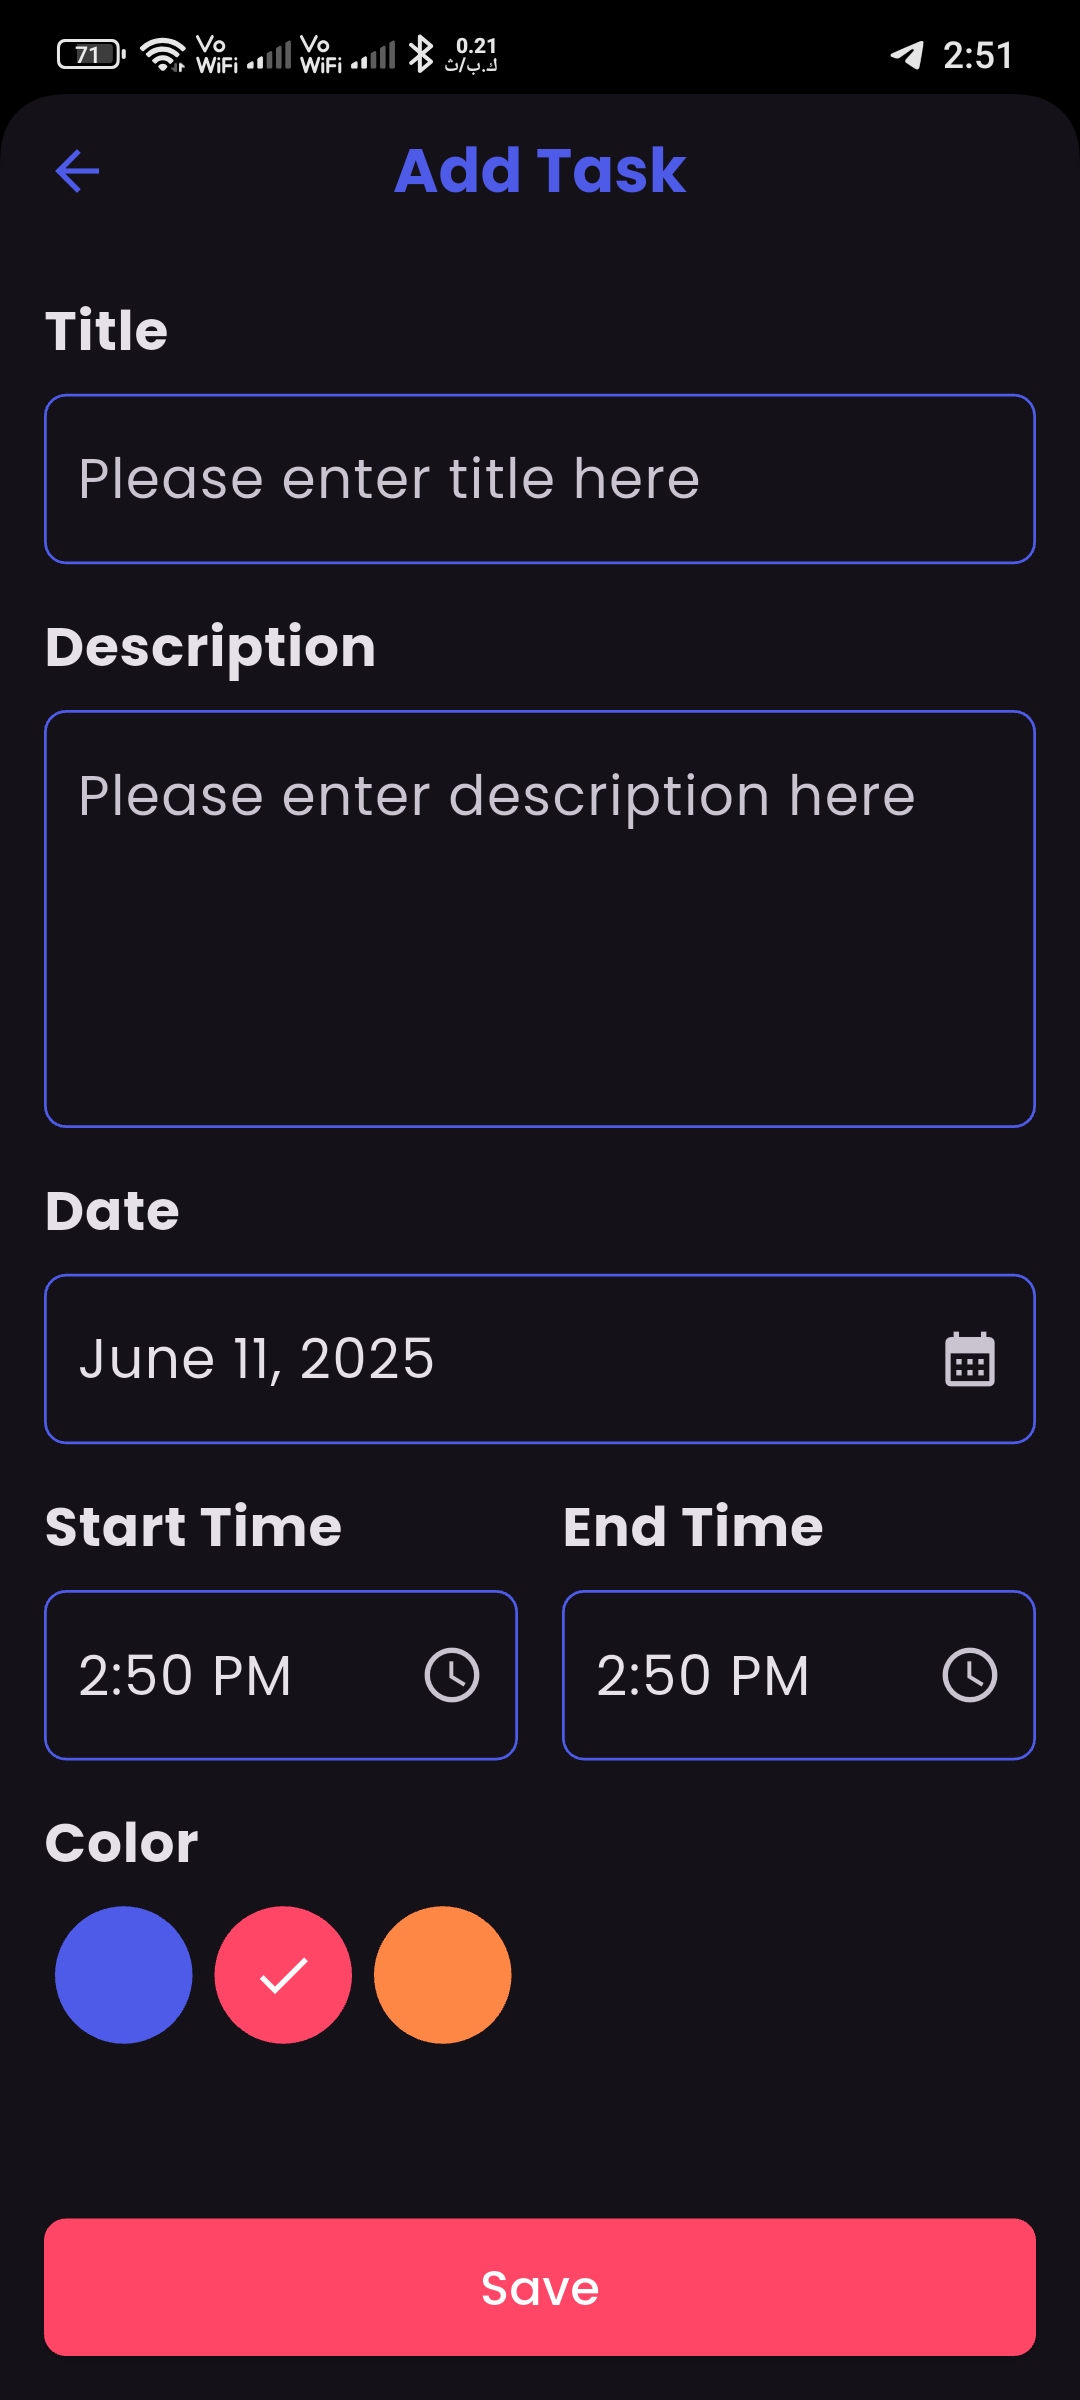 71 Vo WiFi Vo WiFi 0.21 ك.ب/ث 2:51
Add Task
Title
Please enter title here
Description
Please enter description here
Date
June 11, 2025
Start Time End Time
2:50 PM 2:50 PM
Color
Save